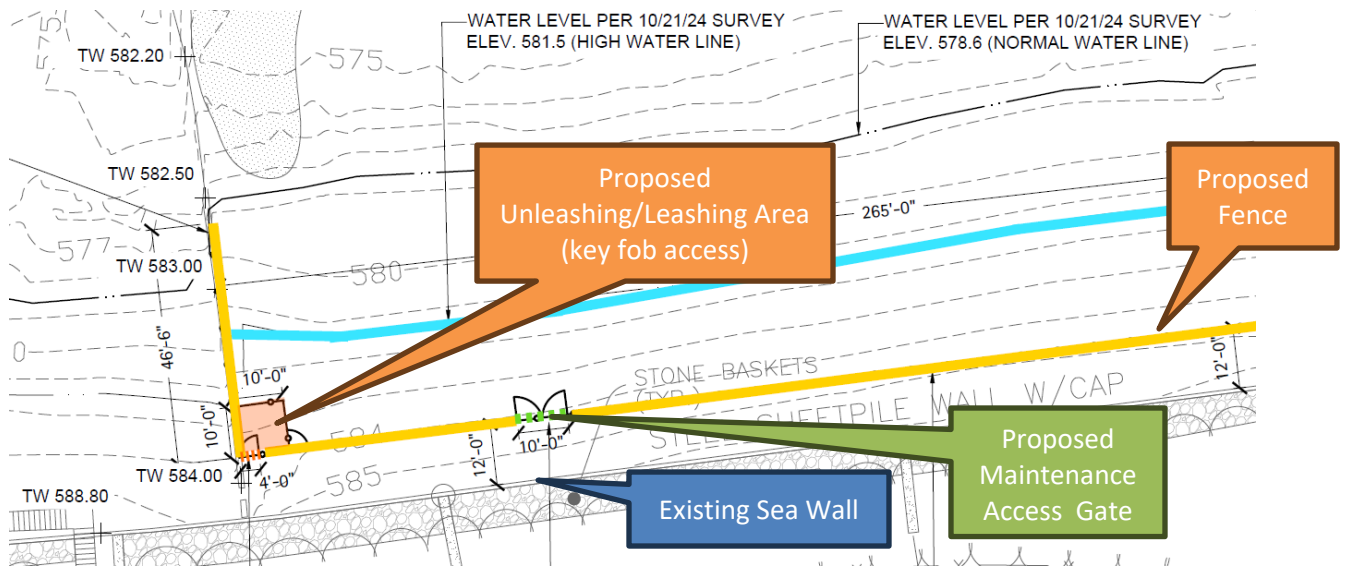 WATER LEVEL PER 10/21/24 SURVEY
ELEV. 581.5 (HIGH WATER LINE)
WATER LEVEL PER 10/21/24 SURVEY
ELEV. 578.6 (NORMAL WATER LINE)
575
TW 582.20
575
TW 582.50
Proposed
Unleashing/Leashing Area
(key fob access)
Proposed
Fence
265'-0"
577
TW 583.00
580
46'-6"
0
10'-0"
10'-0"
STONE BASKETS
(TYP.)
STEEL SHEETPILE WALL W/CAP
12'-0"
584
12'-0"
10'-0"
TW 584.00
4'-0"
585
TW 588.80
Existing Sea Wall
Proposed
Maintenance
Access Gate